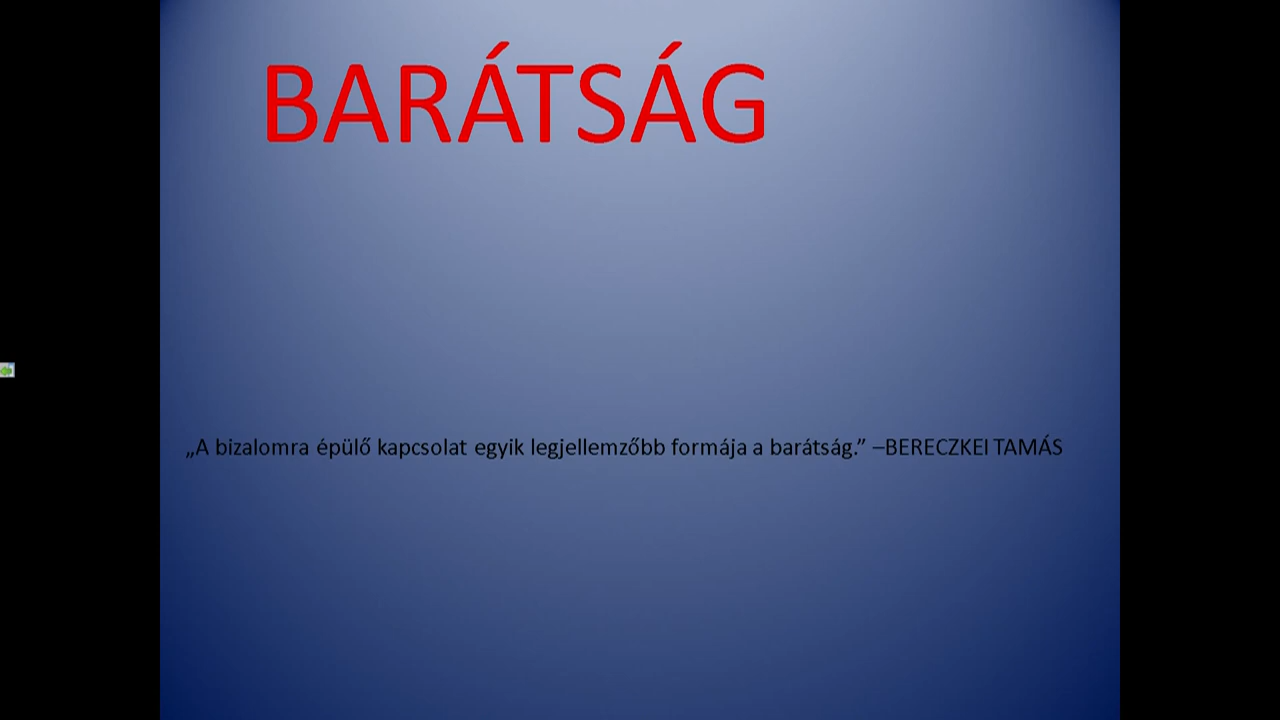 BARÁTSÁG
„A bizalomra épülő kapcsolat egyik legjellemzőbb formája a barátság.” –BERECZKEI TAMÁS